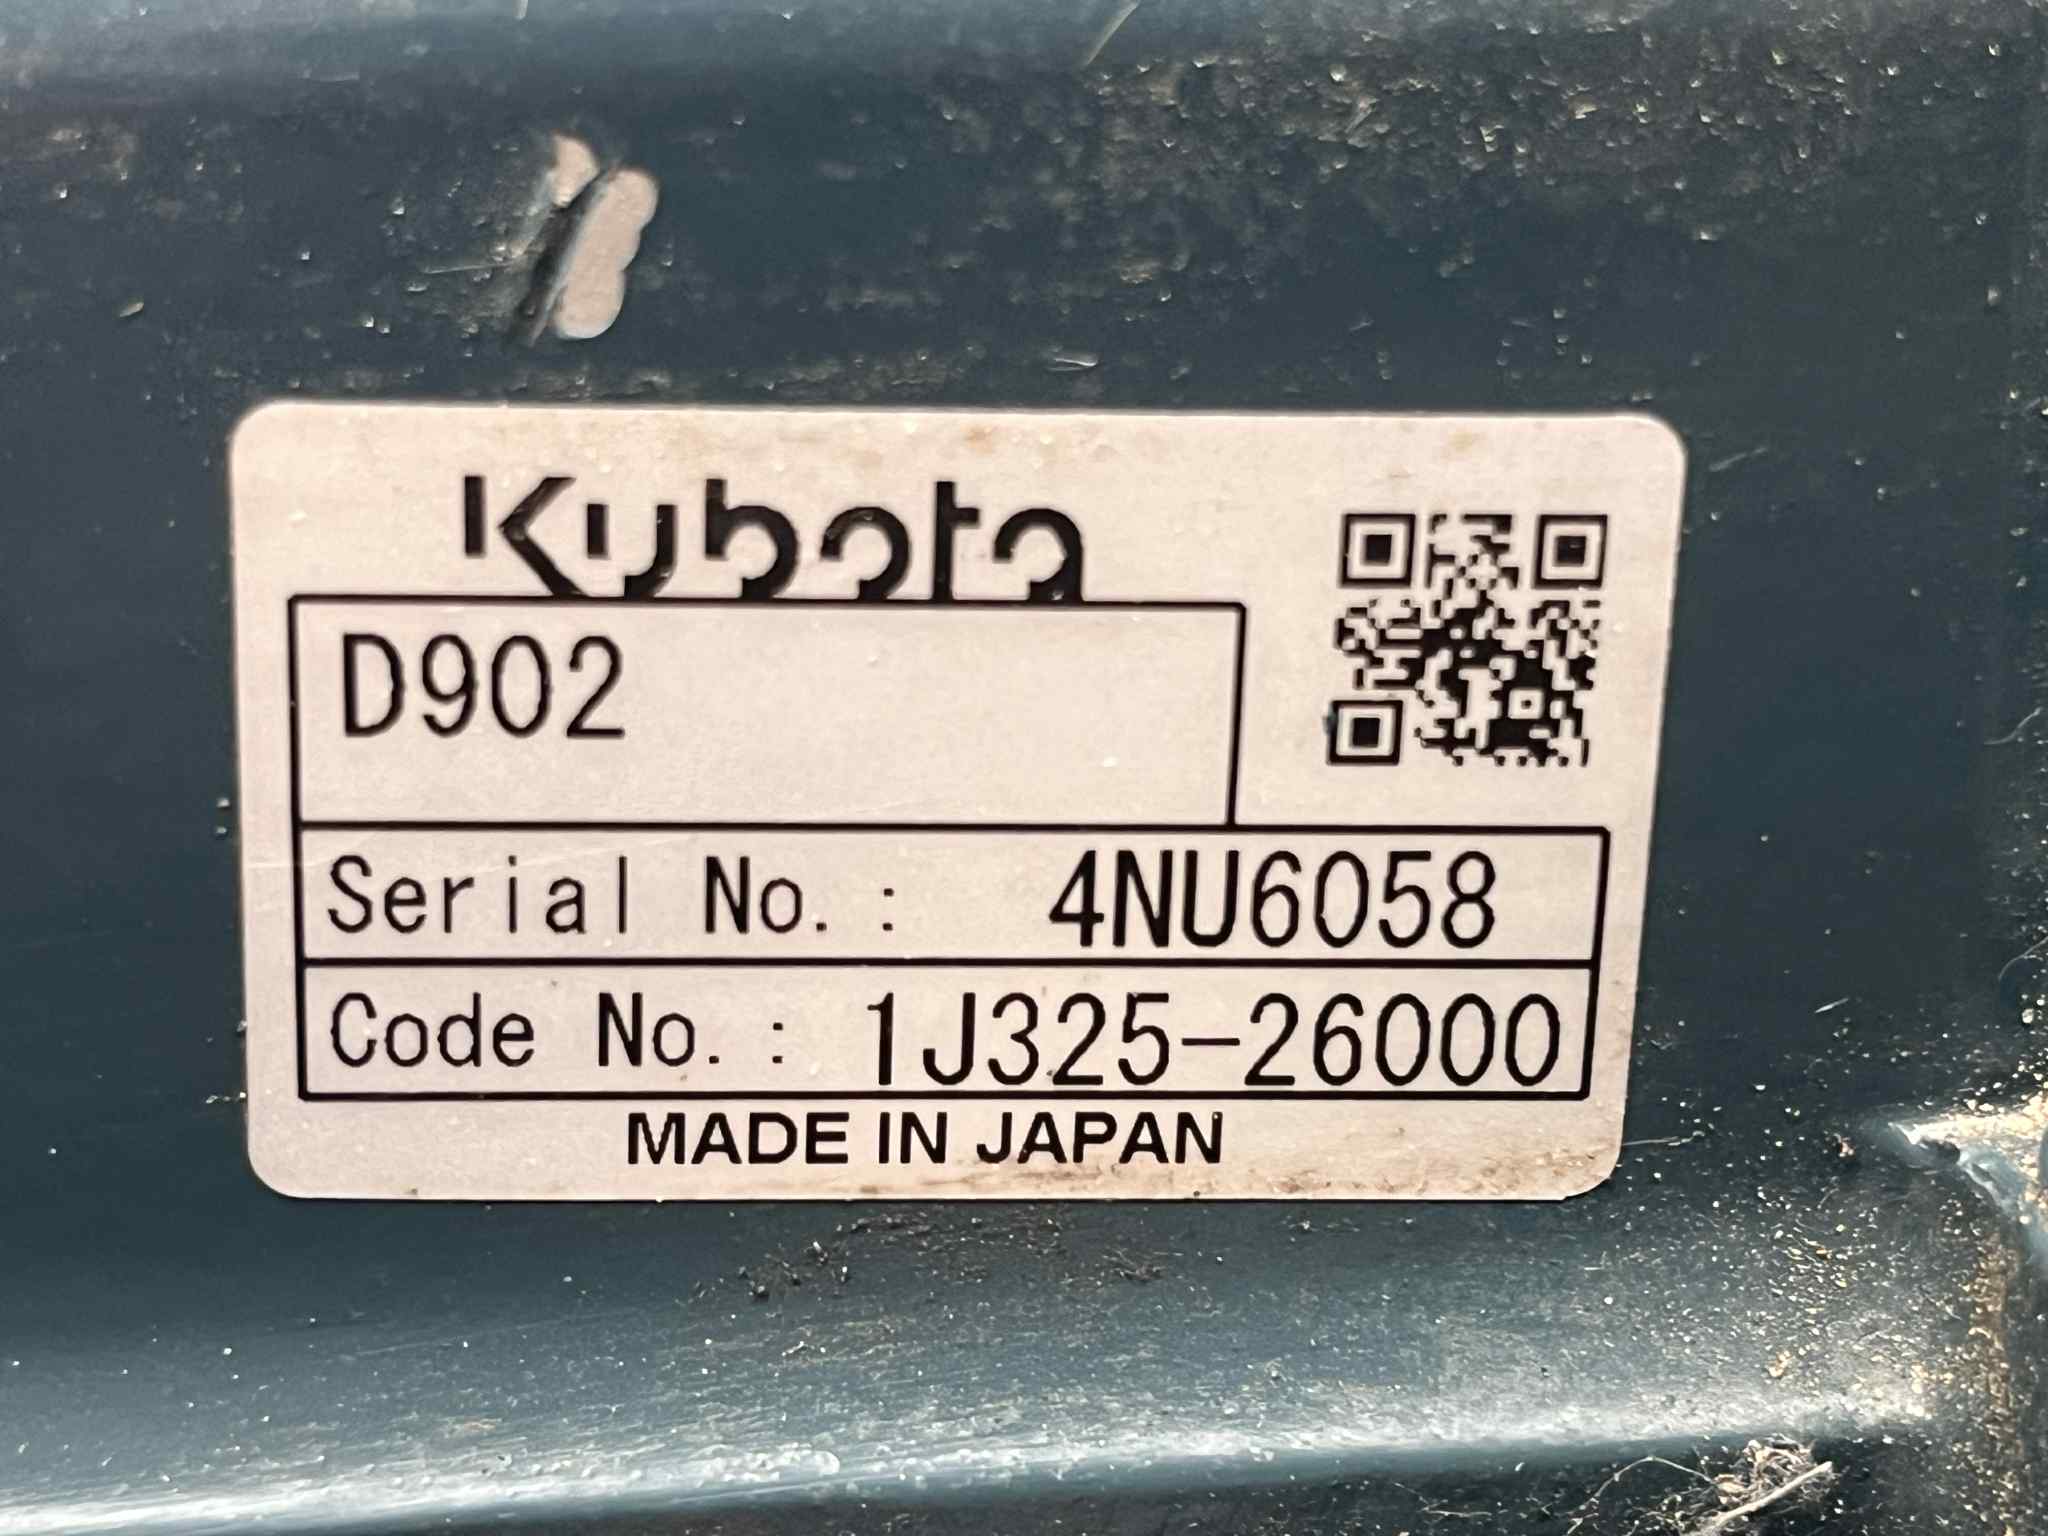 Kubota
D902
Serial No.: 4NU6058
Code No.: 1J325-26000
MADE IN JAPAN